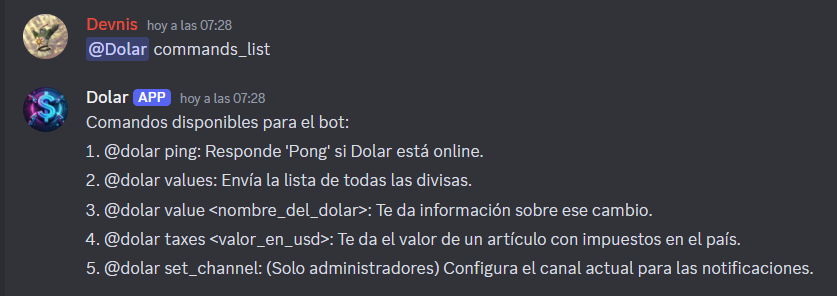 Devnis hoy a las 07:28
@Dolar commands_list
Dolar APP hoy a las 07:28
Comandos disponibles para el bot:
1. @dolar ping: Responde 'Pong' si Dolar está online.
2. @dolar values: Envía la lista de todas las divisas.
3. @dolar value <nombre_del_dolar>: Te da información sobre ese cambio.
4. @dolar taxes <valor_en_usd>: Te da el valor de un artículo con impuestos en el país.
5. @dolar set_channel: (Solo administradores) Configura el canal actual para las notificaciones.